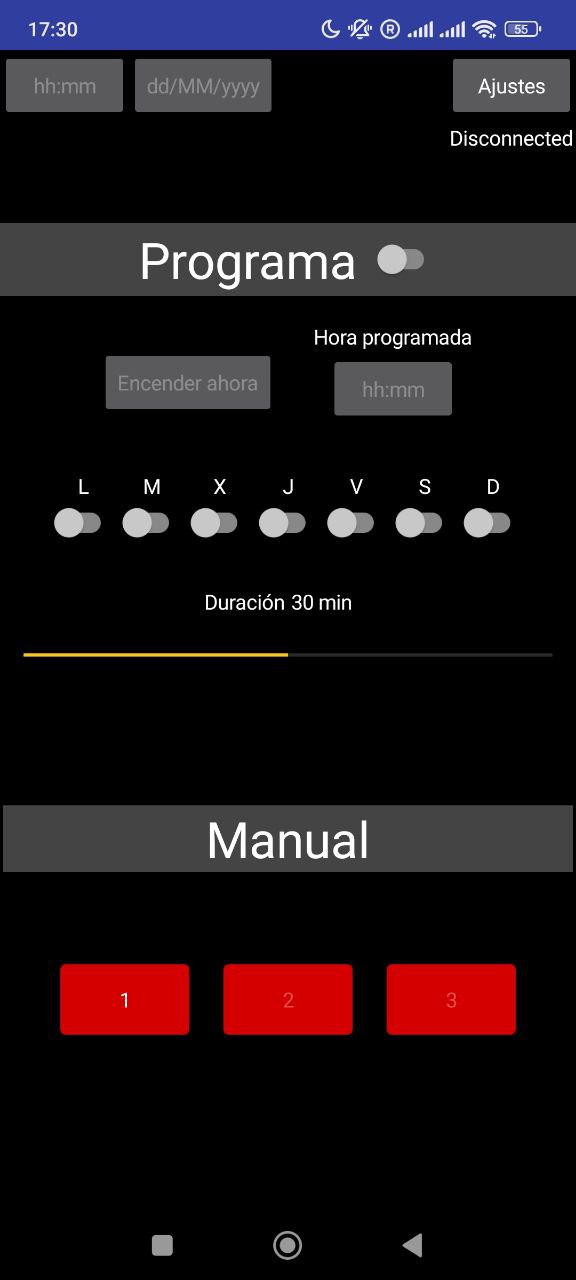 17:30 R 55
hh:mm dd/MM/yyyy Ajustes
Disconnected
Programa
Hora programada
Encender ahora hh:mm
L M X J V S D
Duración 30 min
Manual
1 2 3